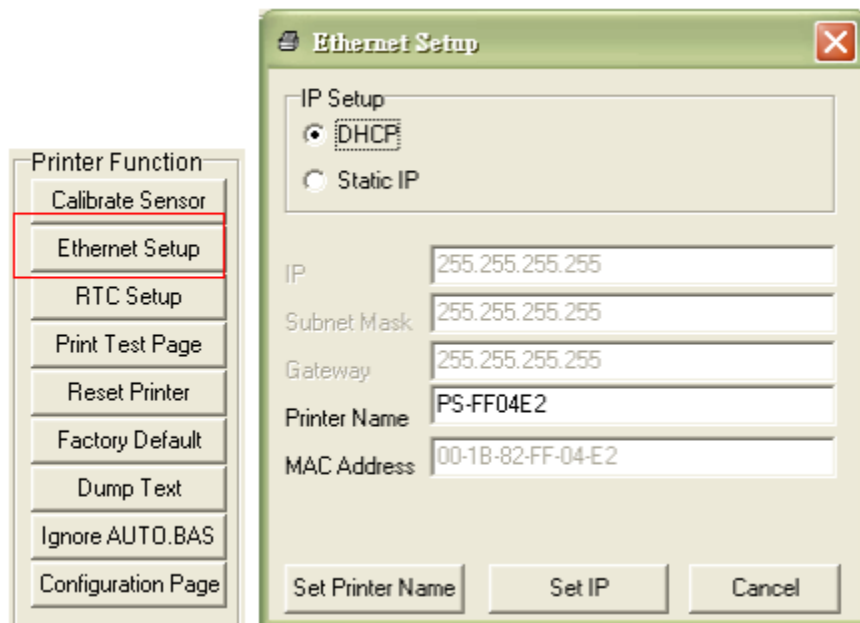 Printer Function
Calibrate Sensor
Ethernet Setup
RTC Setup
Print Test Page
Reset Printer
Factory Default
Dump Text
Ignore AUTO.BAS
Configuration Page
Ethernet Setup
IP Setup
DHCP
Static IP
IP 255.255.255.255
Subnet Mask 255.255.255.255
Gateway 255.255.255.255
Printer Name PS-FF04E2
MAC Address 00-1B-82-FF-04-E2
Set Printer Name Set IP Cancel